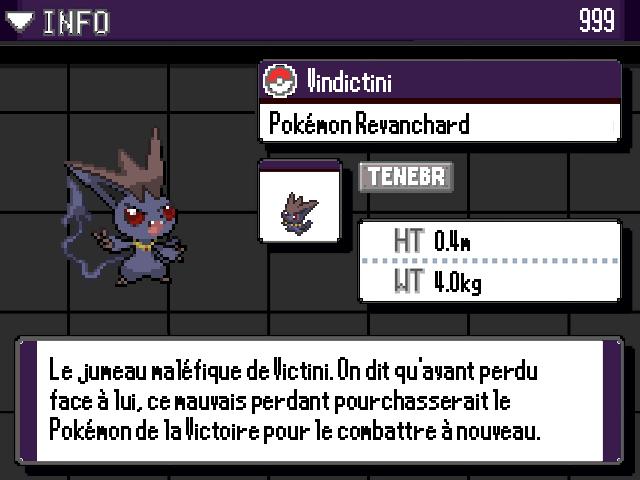 INFO
999
Vindictini
Pokémon Revanchard
TENEBR
HT 0.4m
WT 4.0kg
Le jumeau maléfique de Victini. On dit qu'ayant perdu
face à lui, ce mauvais perdant pourchasserait le
Pokémon de la Victoire pour le combattre à nouveau.